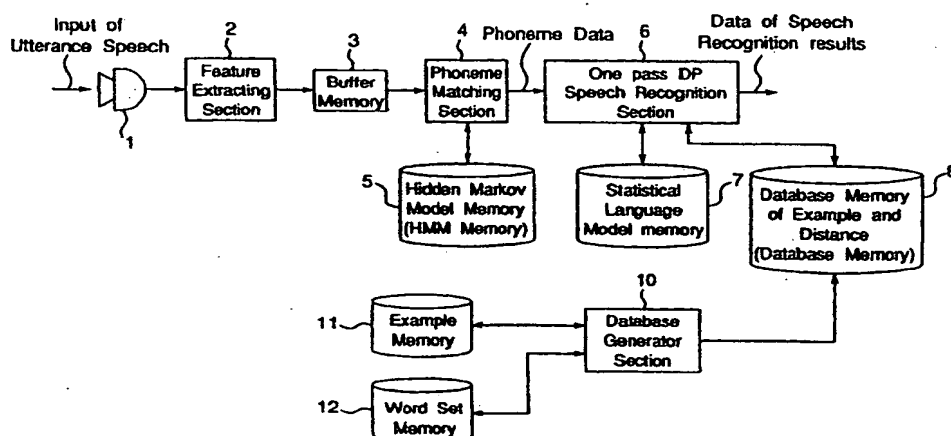 Input of
Utterance Speech
1
2
Feature
Extracting
Section
3
Buffer
Memory
4
Phoneme
Matching
Section
Phoneme Data
6
One pass DP
Speech Recognition
Section
Data of Speech
Recognition results
5
Hidden Markov
Model Memory
(HMM Memory)
Statistical
Language
Model memory
7
Database Memory
of Example and
Distance
(Database Memory)
8
11
Example
Memory
10
Database
Generator
Section
12
Word Set
Memory